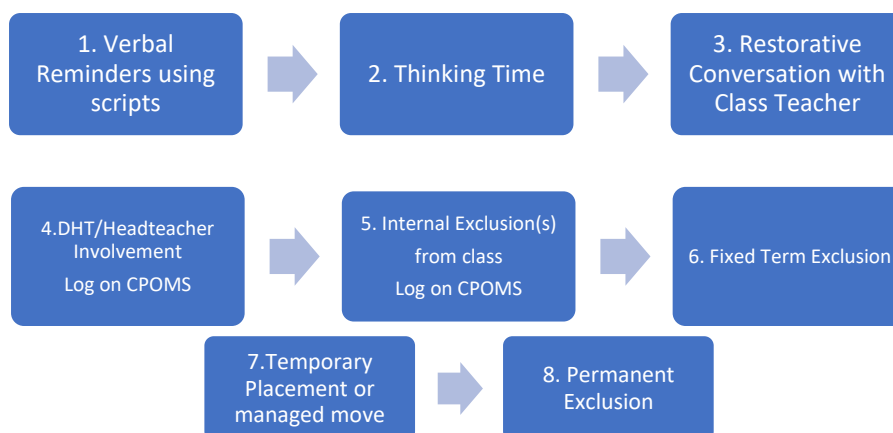 1. Verbal
Reminders using
scripts
2. Thinking Time
3. Restorative
Conversation with
Class Teacher
4.DHT/Headteacher
Involvement
Log on CPOMS
5. Internal Exclusion(s)
from class
Log on CPOMS
6. Fixed Term Exclusion
7.Temporary
Placement or
managed move
8. Permanent
Exclusion